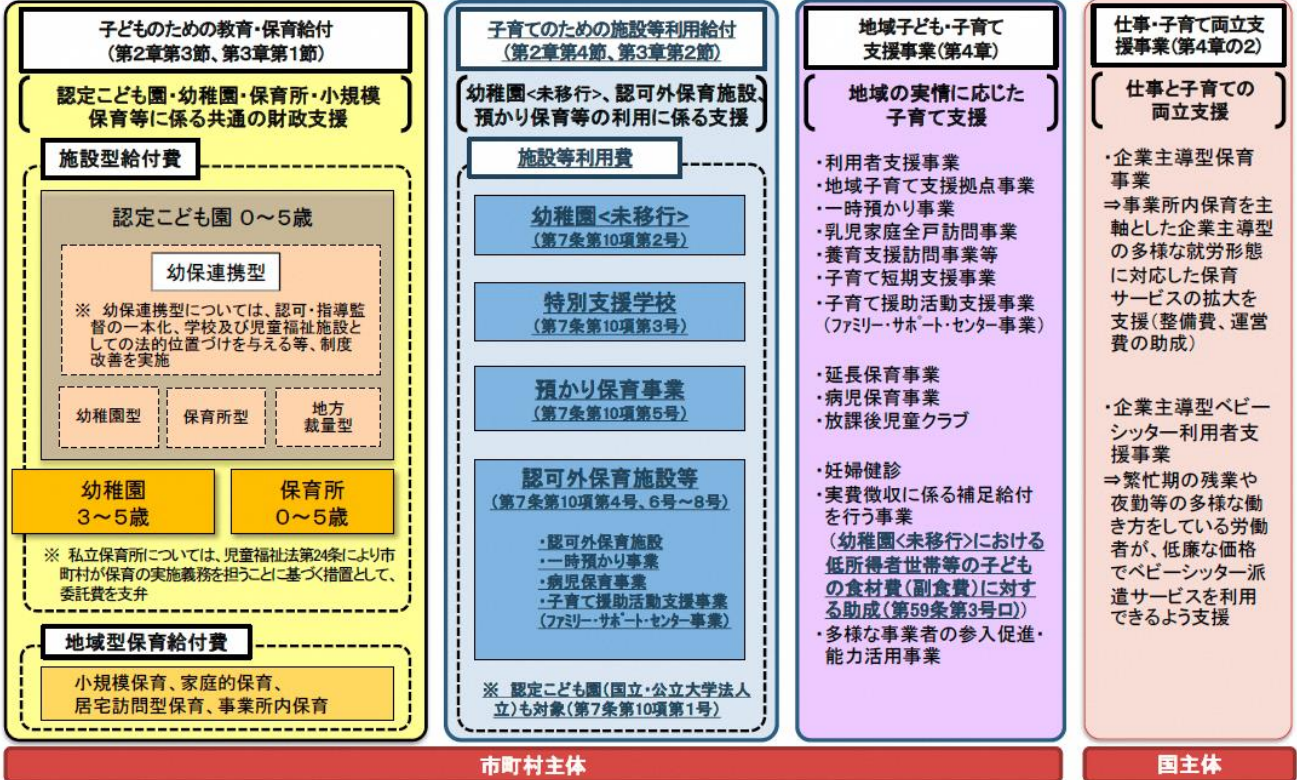 子どものための教育・保育給付
(第2章第3節、第3章第1節)
認定こども園・幼稚園・保育所・小規模
保育等に係る共通の財政支援
施設型給付費
認定こども園 0～5歳
幼保連携型
※ 幼保連携型については、認可・指導監
督の一本化、学校及び児童福祉施設と
しての法的位置づけを与える等、制度
改善を実施
幼稚園型
保育所型
地方
裁量型
幼稚園
3～5歳
保育所
0～5歳
※ 私立保育所については、児童福祉法第24条により市
町村が保育の実施義務を担うことに基づく措置として、
委託費を支弁
地域型保育給付費
小規模保育、家庭的保育、
居宅訪問型保育、事業所内保育
子育てのための施設等利用給付
(第2章第4節、第3章第2節)
幼稚園<未移行>、認可外保育施設、
預かり保育等の利用に係る支援
施設等利用費
幼稚園<未移行>
(第7条第10項第2号)
特別支援学校
(第7条第10項第3号)
預かり保育事業
(第7条第10項第5号)
認可外保育施設等
(第7条第10項第4号、6号～8号)
・認可外保育施設
・一時預かり事業
・病児保育事業
・子育て援助活動支援事業
(ﾌｧﾐﾘｰ・ｻﾎﾟｰﾄ・ｾﾝﾀｰ事業)
※ 認定こども園(国立・公立大学法人
立)も対象(第7条第10項第1号)
地域子ども・子育て
支援事業(第4章)
地域の実情に応じた
子育て支援
・利用者支援事業
・地域子育て支援拠点事業
・一時預かり事業
・乳児家庭全戸訪問事業
・養育支援訪問事業等
・子育て短期支援事業
・子育て援助活動支援事業
(ﾌｧﾐﾘｰ・ｻﾎﾟｰﾄ・ｾﾝﾀｰ事業)
・延長保育事業
・病児保育事業
・放課後児童クラブ
・妊婦健診
・実費徴収に係る補足給付
を行う事業
(幼稚園<未移行>における
低所得者世帯等の子ども
の食材費(副食費)に対す
る助成(第59条第3号ロ))
・多様な事業者の参入促進・
能力活用事業
仕事・子育て両立支
援事業(第4章の2)
仕事と子育ての
両立支援
・企業主導型保育
事業
⇒事業所内保育を主
軸とした企業主導型
の多様な就労形態
に対応した保育
サービスの拡大を
支援(整備費、運営
費の助成)
・企業主導型ベビー
シッター利用者支
援事業
⇒繁忙期の残業や
夜勤等の多様な働
き方をしている労働
者が、低廉な価格
でベビーシッター派
遣サービスを利用
できるよう支援
市町村主体
国主体